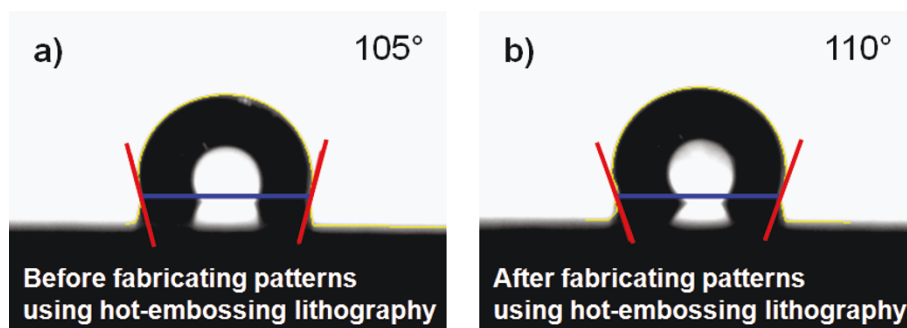 a)
105°
Before fabricating patterns
using hot-embossing lithography
b)
110°
After fabricating patterns
using hot-embossing lithography